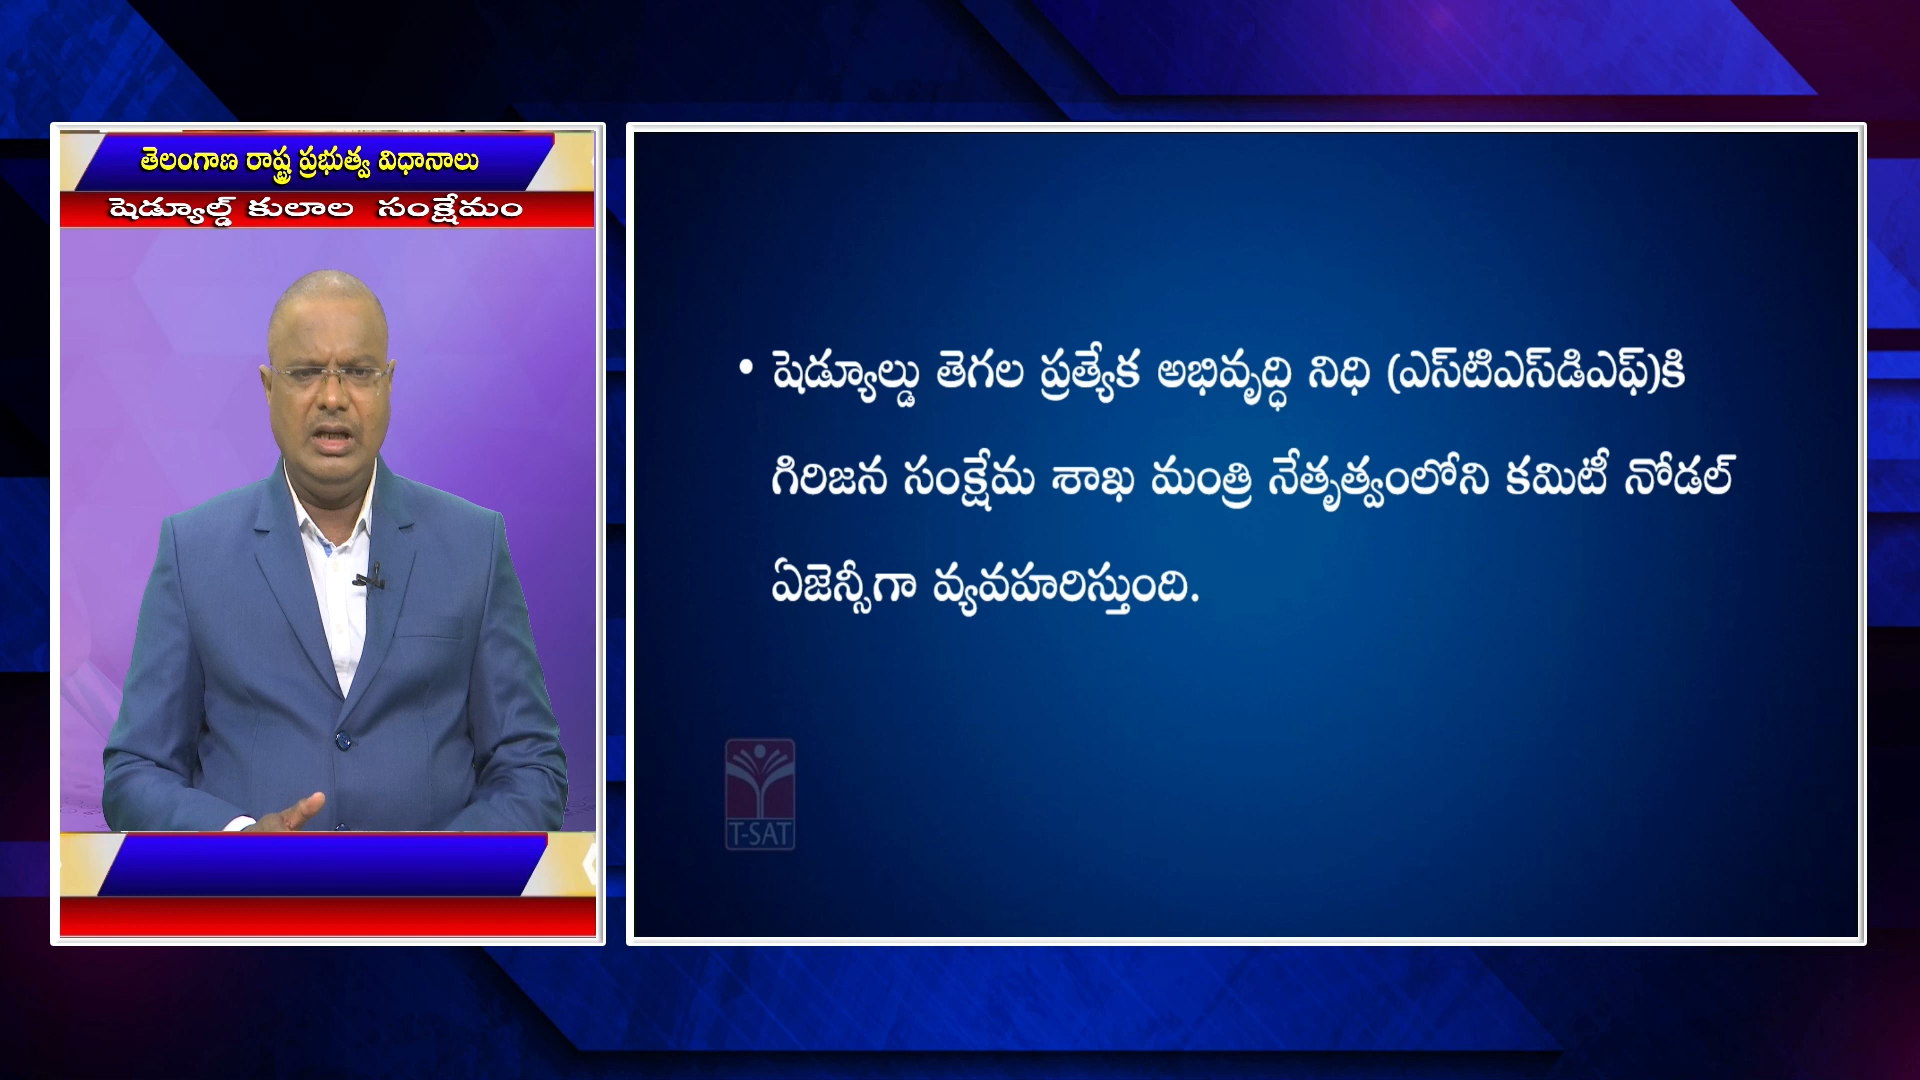 తెలంగాణ రాష్ట్ర ప్రభుత్వ విధానాలు
షెడ్యూల్డ్ కులాల సంక్షేమం
• షెడ్యూల్డు తెగల ప్రత్యేక అభివృద్ధి నిధి (ఎస్‌టిఎస్‌డిఎఫ్)కి
గిరిజన సంక్షేమ శాఖ మంత్రి నేతృత్వంలోని కమిటీ నోడల్
ఏజెన్సీగా వ్యవహరిస్తుంది.
T-SAT